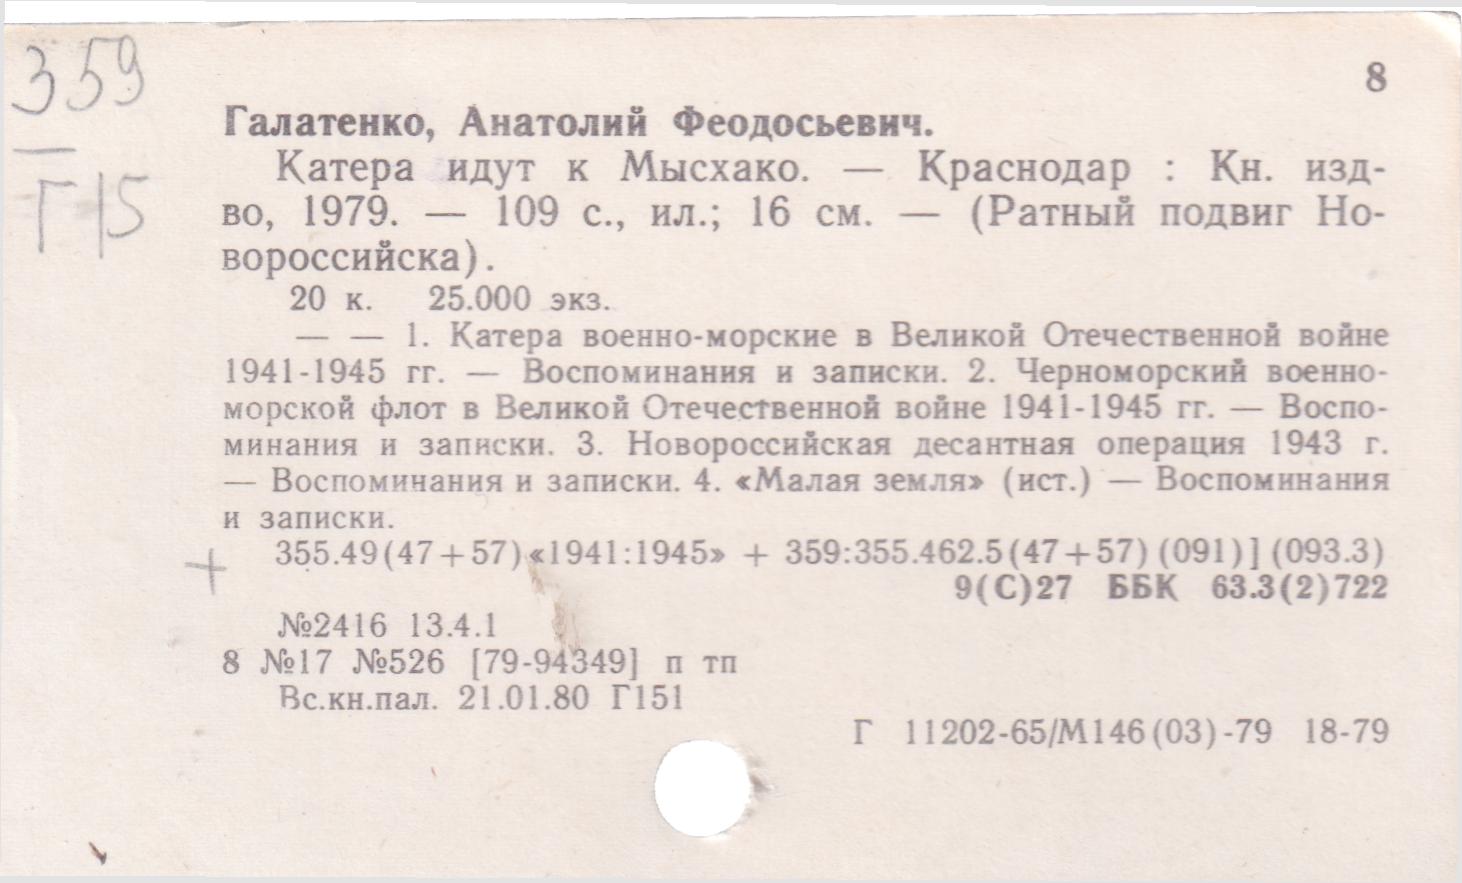 359
Г15
8
Галатенко, Анатолий Феодосьевич.
Катера идут к Мысхако. — Краснодар : Кн. изд-
во, 1979. — 109 с., ил.; 16 см. — (Ратный подвиг Но-
вороссийска).
20 к. 25.000 экз.
— — 1. Катера военно-морские в Великой Отечественной войне
1941-1945 гг. — Воспоминания и записки. 2. Черноморский военно-
морской флот в Великой Отечественной войне 1941-1945 гг. — Воспо-
минания и записки. 3. Новороссийская десантная операция 1943 г.
— Воспоминания и записки. 4. «Малая земля» (ист.) — Воспоминания
и записки.
+ 355.49(47+57)«1941:1945» + 359:355.462.5(47+57) (091)] (093.3)
9(С)27 ББК 63.3(2)722
№2416 13.4.1
8 №17 №526 [79-94349] п тп
Вс.кн.пал. 21.01.80 Г151
Г 11202-65/М146(03)-79 18-79